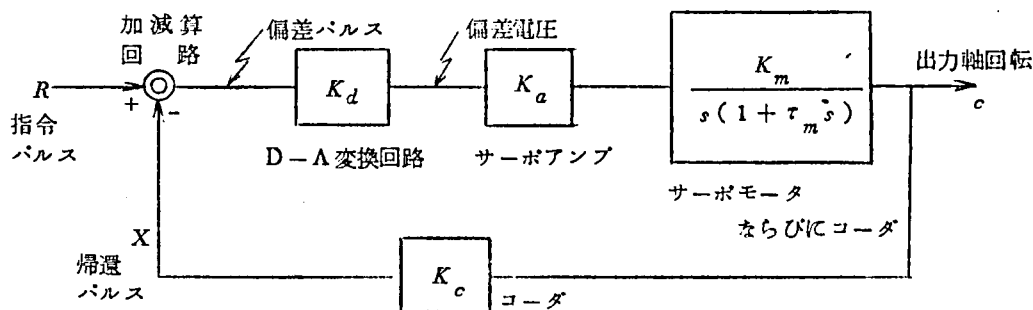 加減算
回路
偏差パルス
偏差電圧
出力軸回転
c
R
+
-
指令
パルス
K_d
K_a
K_m
s(1+τ_m s)
D-A変換回路
サーボアンプ
サーボモータ
ならびにコーダ
X
帰還
パルス
K_c
コーダ